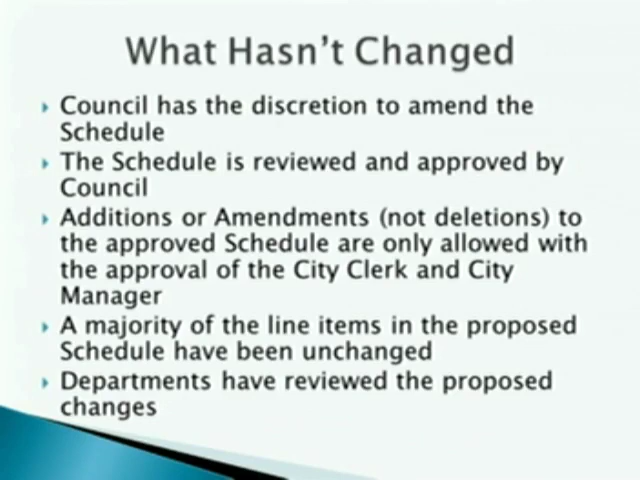 What Hasn't Changed
Council has the discretion to amend the
Schedule
The Schedule is reviewed and approved by
Council
Additions or Amendments (not deletions) to
the approved Schedule are only allowed with
the approval of the City Clerk and City
Manager
A majority of the line items in the proposed
Schedule have been unchanged
Departments have reviewed the proposed
changes